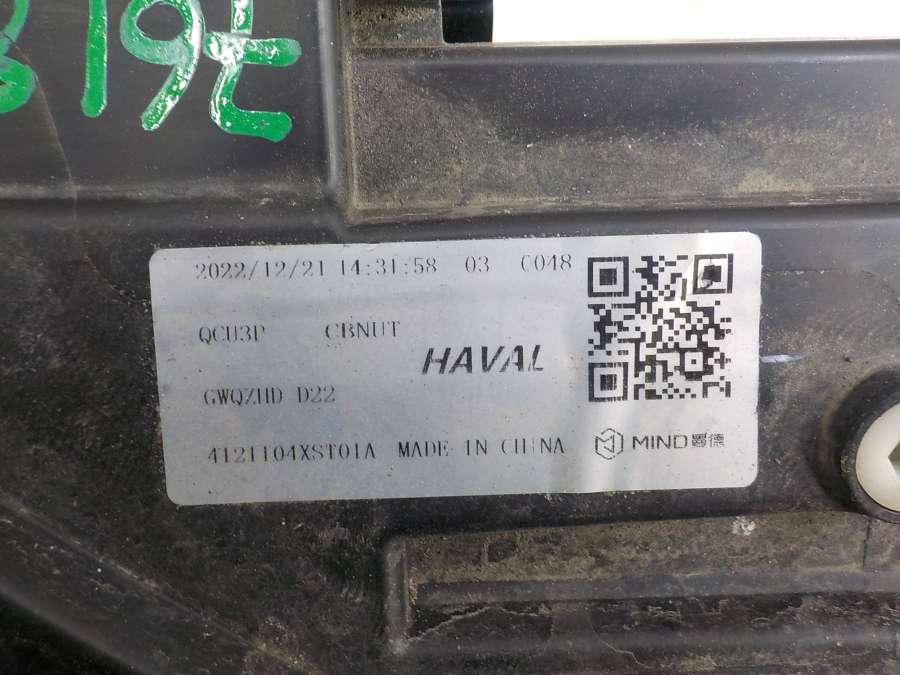 319E
2022/12/21 14:31:58 03 C048
QCU3P CBNUT
HAVAL
GWQZHD D22
4121104XST01A MADE IN CHINA MIND 曼德